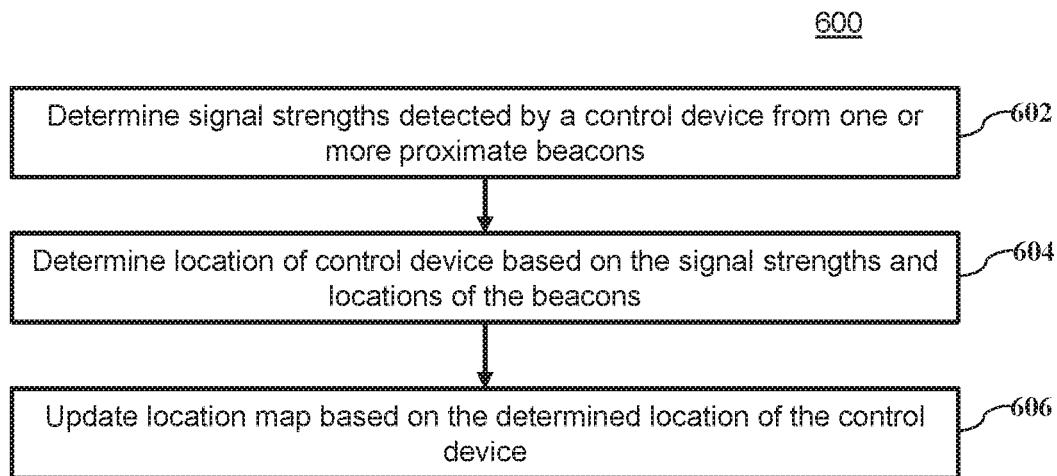 600
Determine signal strengths detected by a control device from one or
more proximate beacons
602
Determine location of control device based on the signal strengths and
locations of the beacons
604
Update location map based on the determined location of the control
device
606